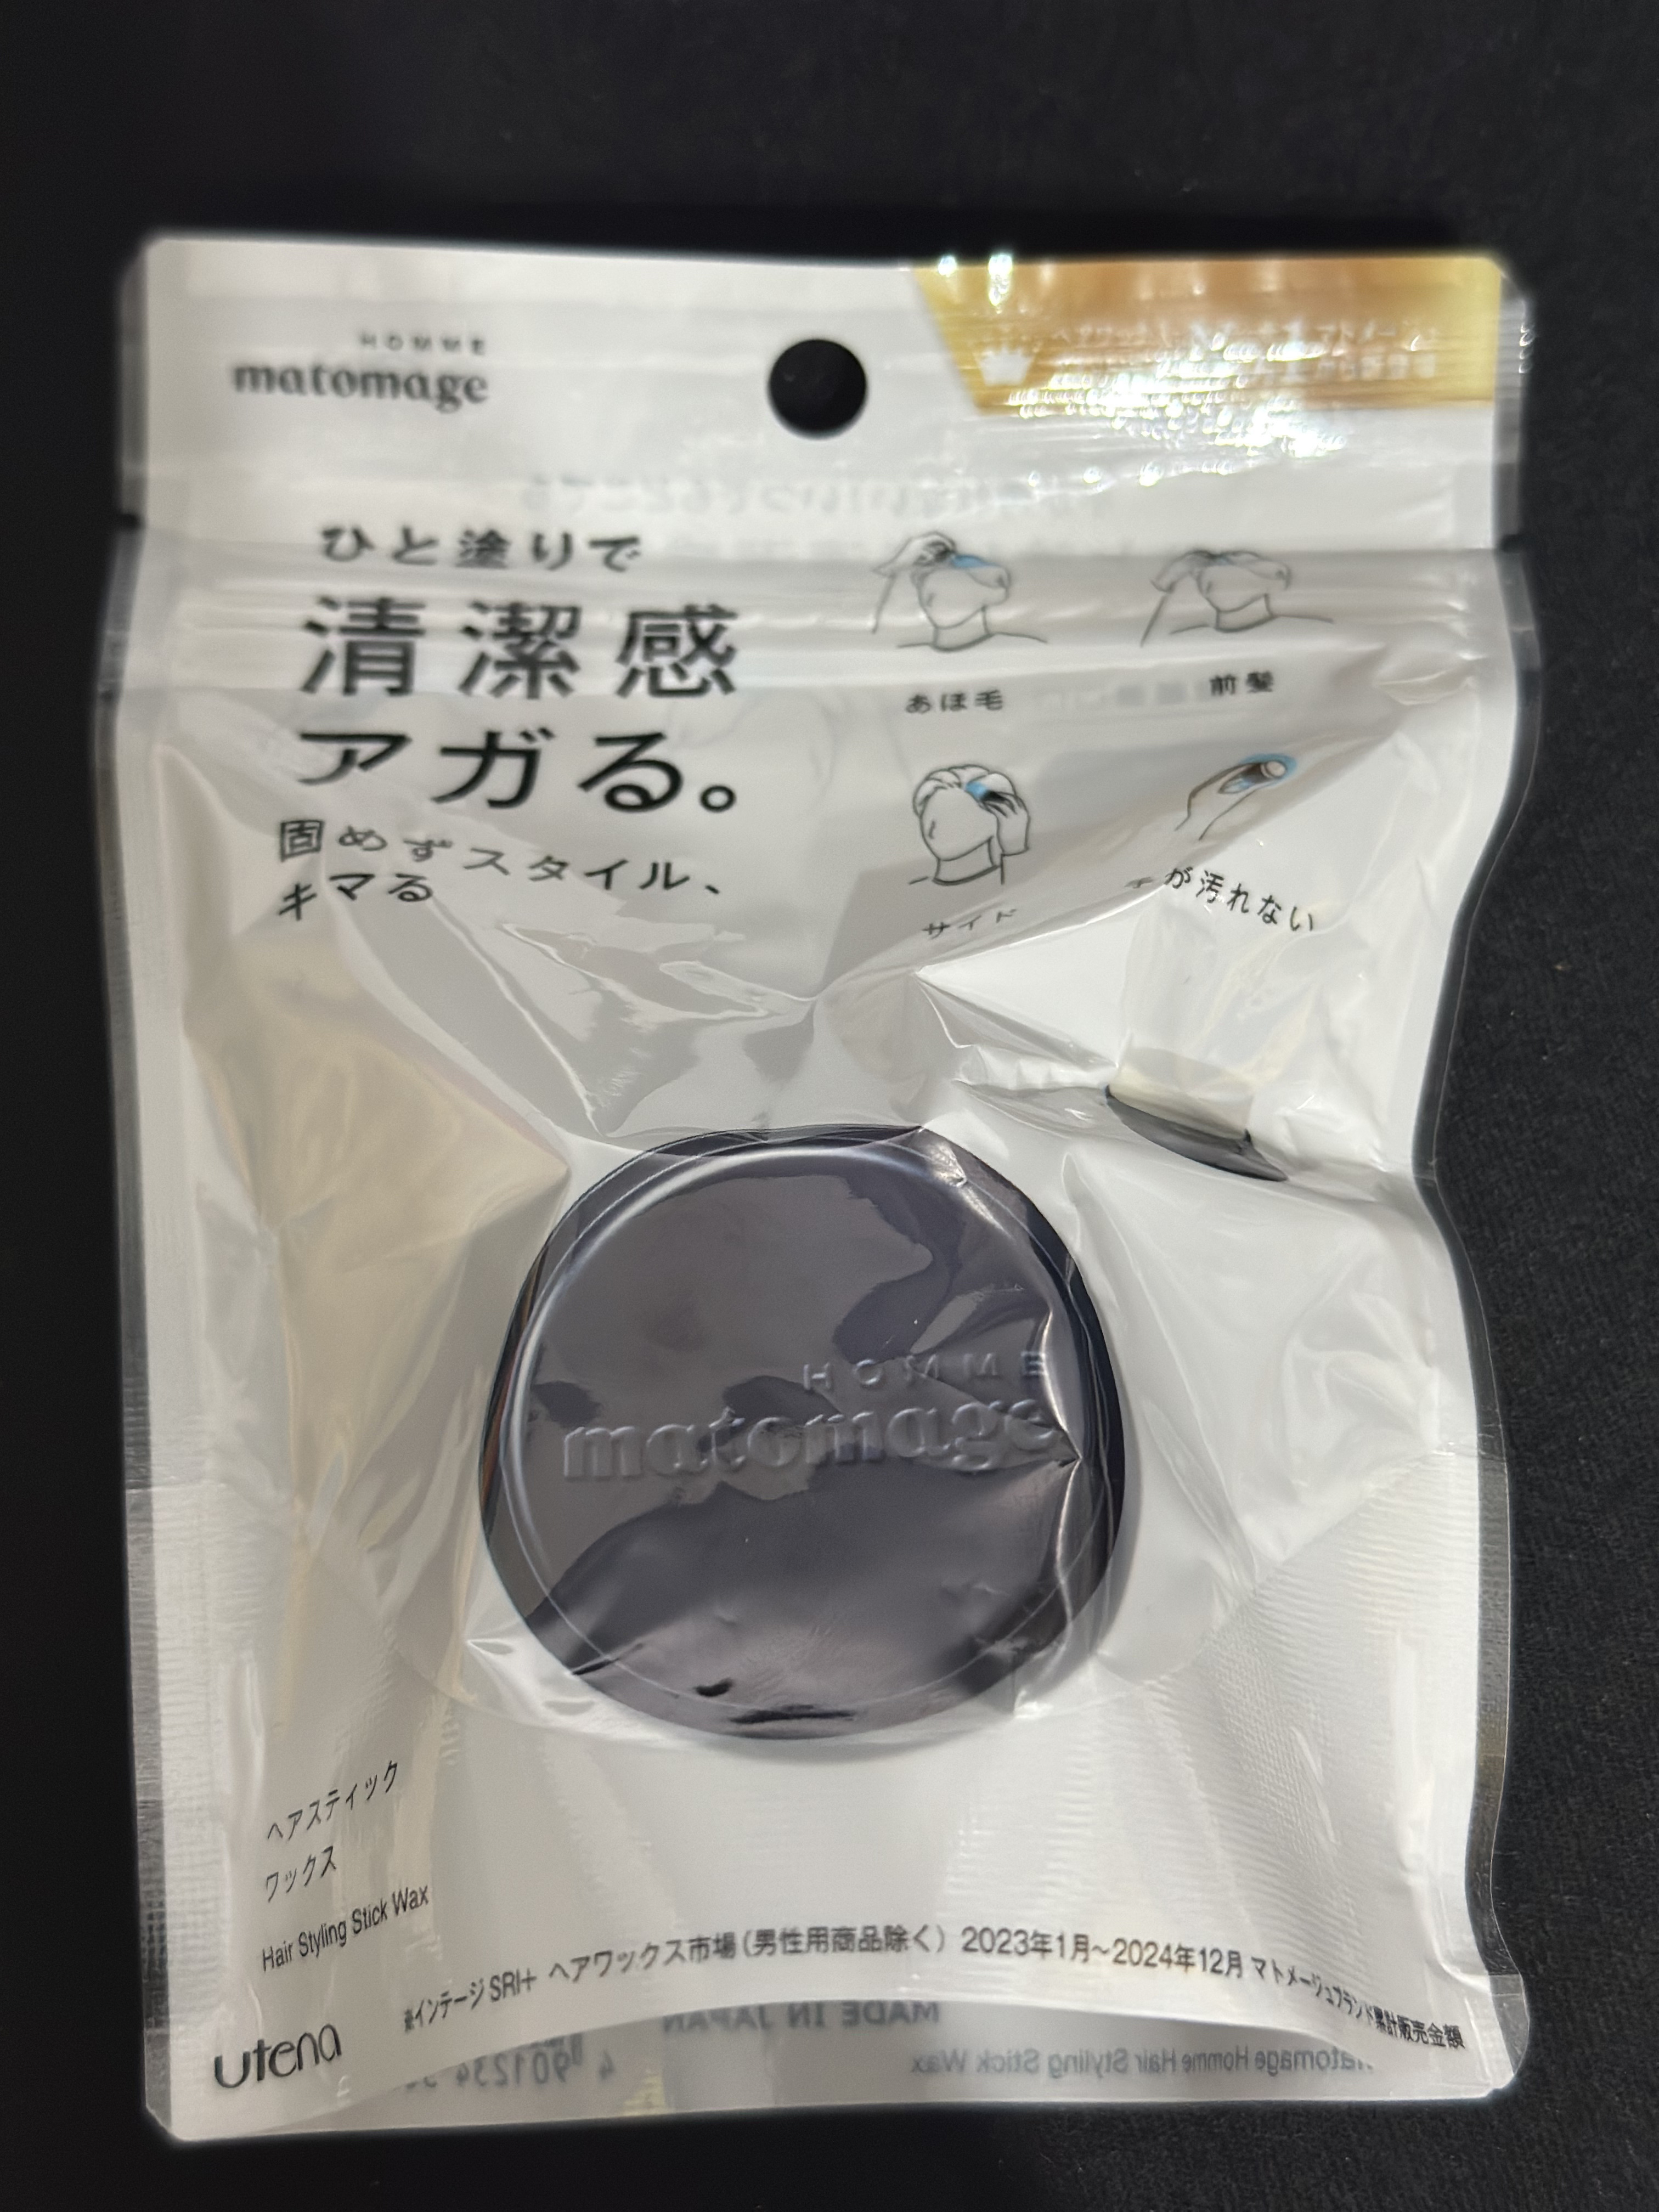 HOMME
matomage
ひと塗りで
清潔感
アガる。
固めずスタイル、
キマる
あほ毛
前髪
サイド
が汚れない
HOMME
matomage
ヘアスティック
ワックス
Hair Styling Stick Wax
※インテージSRI+ ヘアワックス市場(男性用商品除く) 2023年1月~2024年12月 マトメージュブランド累計販売金額
utena
MADE IN JAPAN
Homme Hair Styling Stick Wax
4 901234